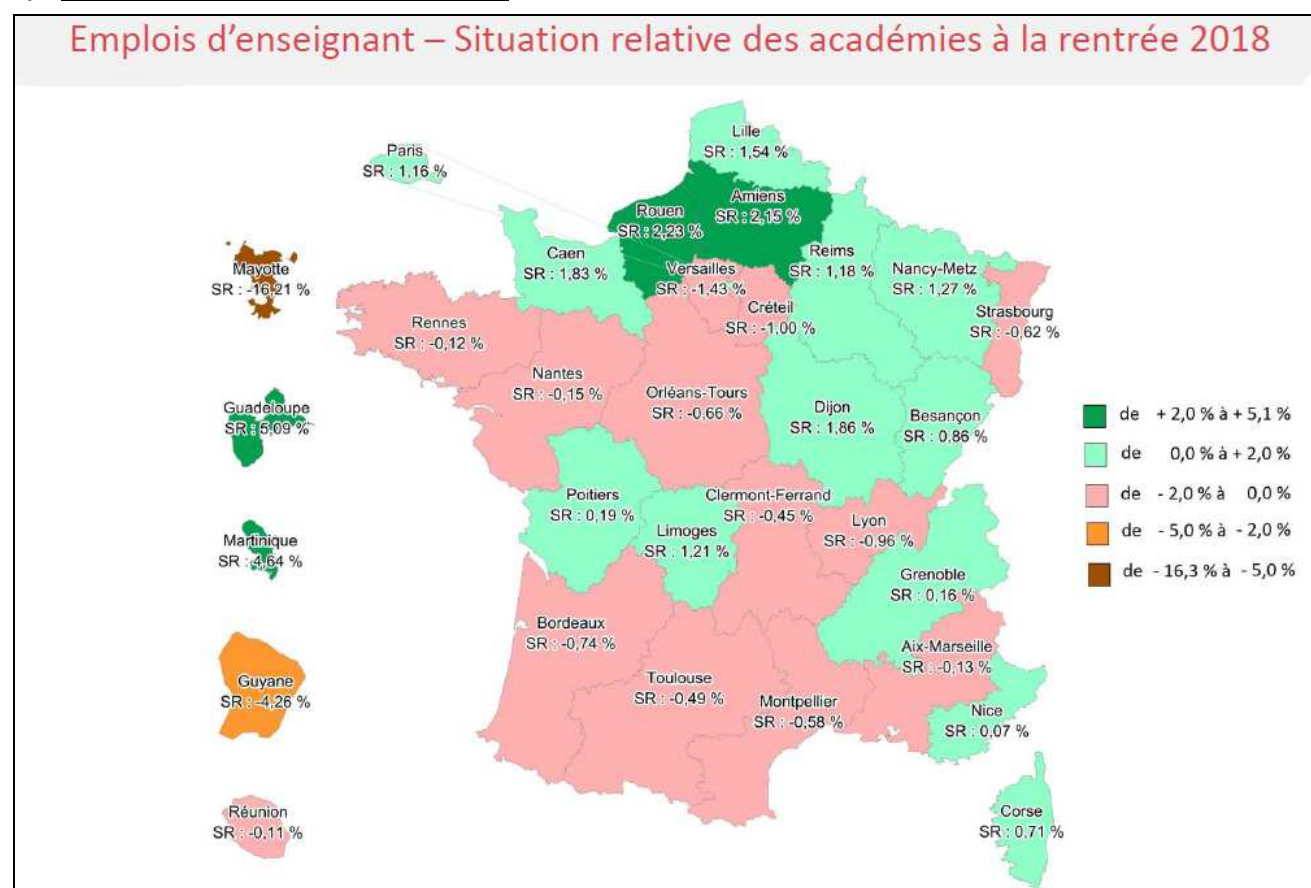 Emplois d'enseignant – Situation relative des académies à la rentrée 2018
Lille
SR : 1,54 %
Paris
SR : 1,16 %
Amiens
SR : 2,15 %
Rouen
SR : 2,23 %
Caen
SR : 1,83 %
Reims
SR : 1,18 %
Versailles
SR : -1,43 %
Nancy-Metz
SR : 1,27 %
Mayotte
SR : -16,21 %
Créteil
SR : -1,00 %
Strasbourg
SR : -0,62 %
Rennes
SR : -0,12 %
Nantes
SR : -0,15 %
Orléans-Tours
SR : -0,66 %
Dijon
SR : 1,86 %
Besançon
SR : 0,86 %
Guadeloupe
SR : 5,09 %
de + 2,0 % à + 5,1 %
de 0,0 % à + 2,0 %
de - 2,0 % à 0,0 %
de - 5,0 % à - 2,0 %
de - 16,3 % à - 5,0 %
Poitiers
SR : 0,19 %
Clermont-Ferrand
SR : -0,45 %
Limoges
SR : 1,21 %
Lyon
SR : -0,96 %
Martinique
SR : 4,64 %
Grenoble
SR : 0,16 %
Bordeaux
SR : -0,74 %
Aix-Marseille
SR : -0,13 %
Toulouse
SR : -0,49 %
Guyane
SR : -4,26 %
Montpellier
SR : -0,58 %
Nice
SR : 0,07 %
Réunion
SR : -0,11 %
Corse
SR : 0,71 %